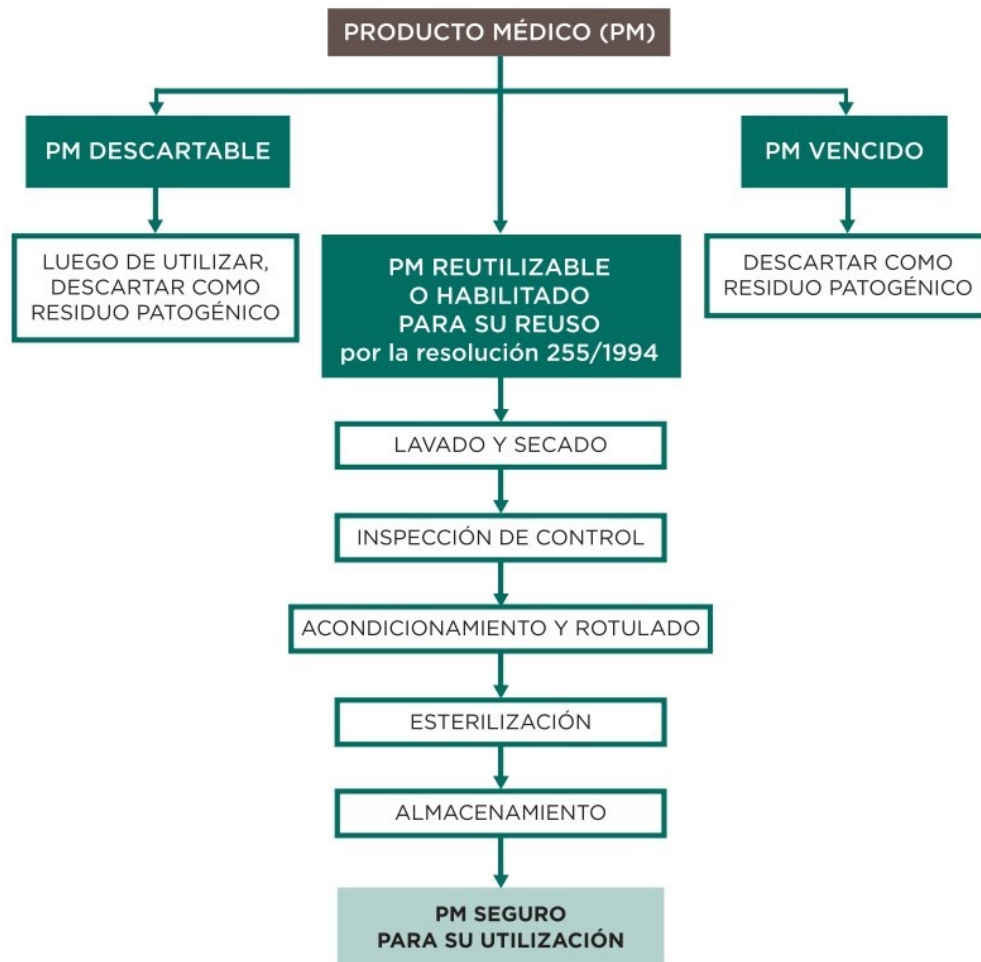 PRODUCTO MÉDICO (PM)
PM DESCARTABLE
LUEGO DE UTILIZAR,
DESCARTAR COMO
RESIDUO PATOGÉNICO
PM VENCIDO
DESCARTAR COMO
RESIDUO PATOGÉNICO
PM REUTILIZABLE
O HABILITADO
PARA SU REUSO
por la resolución 255/1994
LAVADO Y SECADO
INSPECCIÓN DE CONTROL
ACONDICIONAMIENTO Y ROTULADO
ESTERILIZACIÓN
ALMACENAMIENTO
PM SEGURO
PARA SU UTILIZACIÓN